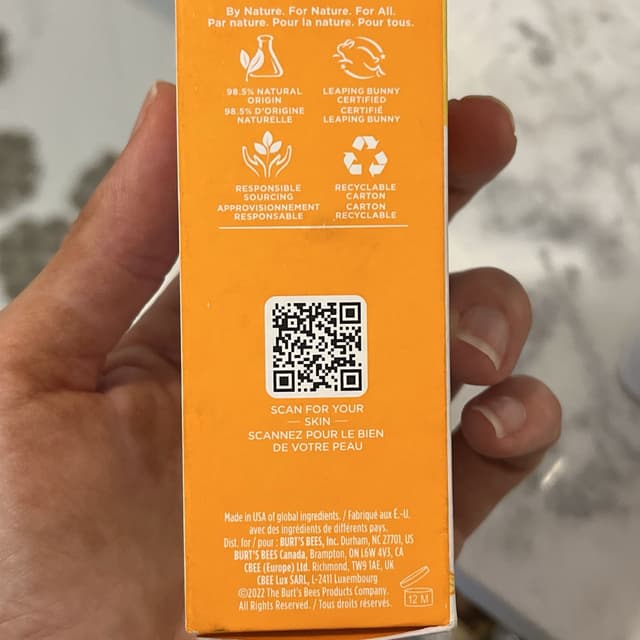 By Nature. For Nature. For All.
Par nature. Pour la nature. Pour tous.
98.5% NATURAL
ORIGIN
98.5% D'ORIGINE
NATURELLE
LEAPING BUNNY
CERTIFIED
CERTIFIÉ
LEAPING BUNNY
RESPONSIBLE
SOURCING
APPROVISIONNEMENT
RESPONSABLE
RECYCLABLE
CARTON
CARTON
RECYCLABLE
SCAN FOR YOUR
— SKIN —
SCANNEZ POUR LE BIEN
DE VOTRE PEAU
Made in USA of global ingredients. / Fabriqué aux É.-U.
avec des ingrédients de différents pays.
Dist. for / pour : BURT'S BEES, Inc. Durham, NC 27701, US
BURT'S BEES Canada, Brampton, ON L6W 4V3, CA
CBEE (Europe) Ltd. Richmond, TW9 1AE, UK
CBEE Lux SARL, L-2411 Luxembourg
©2022 The Burt's Bees Products Company.
All Rights Reserved. / Tous droits réservés.
12 M